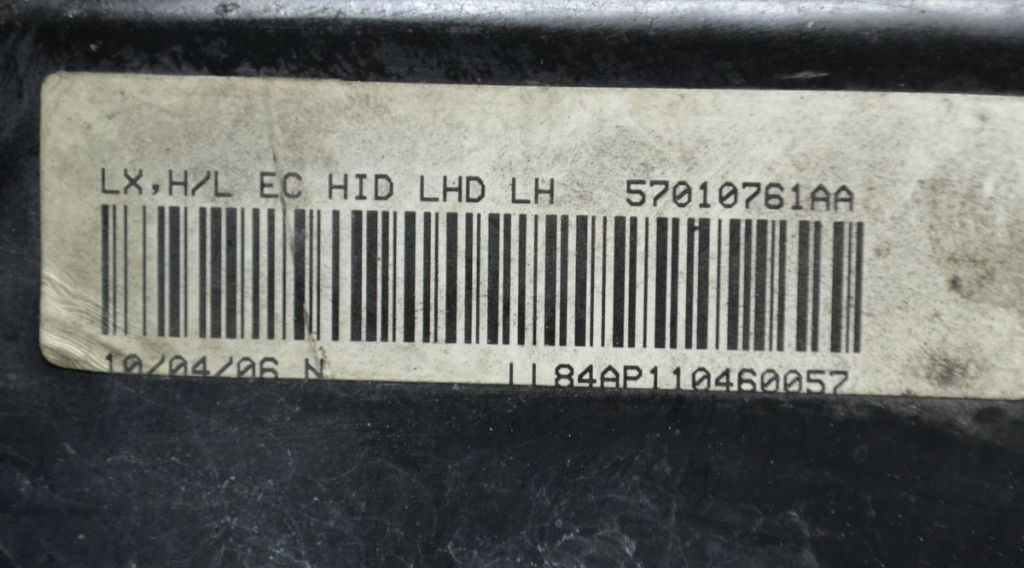 LX,H/L EC HID LHD LH 57010761AA
10/04/06 N LL84AP110460057